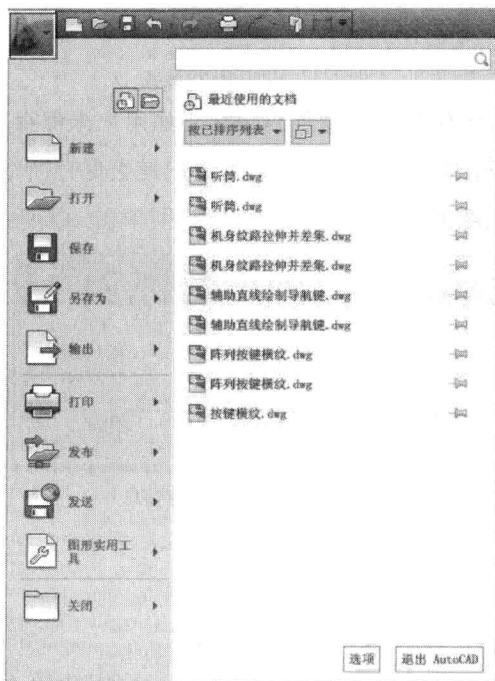 最近使用的文档
按已排序列表
新建
打开
保存
另存为
输出
打印
发布
发送
图形实用工
具
关闭
听筒.dwg
听筒.dwg
机身纹路拉伸并差集.dwg
机身纹路拉伸并差集.dwg
辅助直线绘制导航键.dwg
辅助直线绘制导航键.dwg
阵列按键横纹.dwg
阵列按键横纹.dwg
按键横纹.dwg
选项
退出 AutoCAD